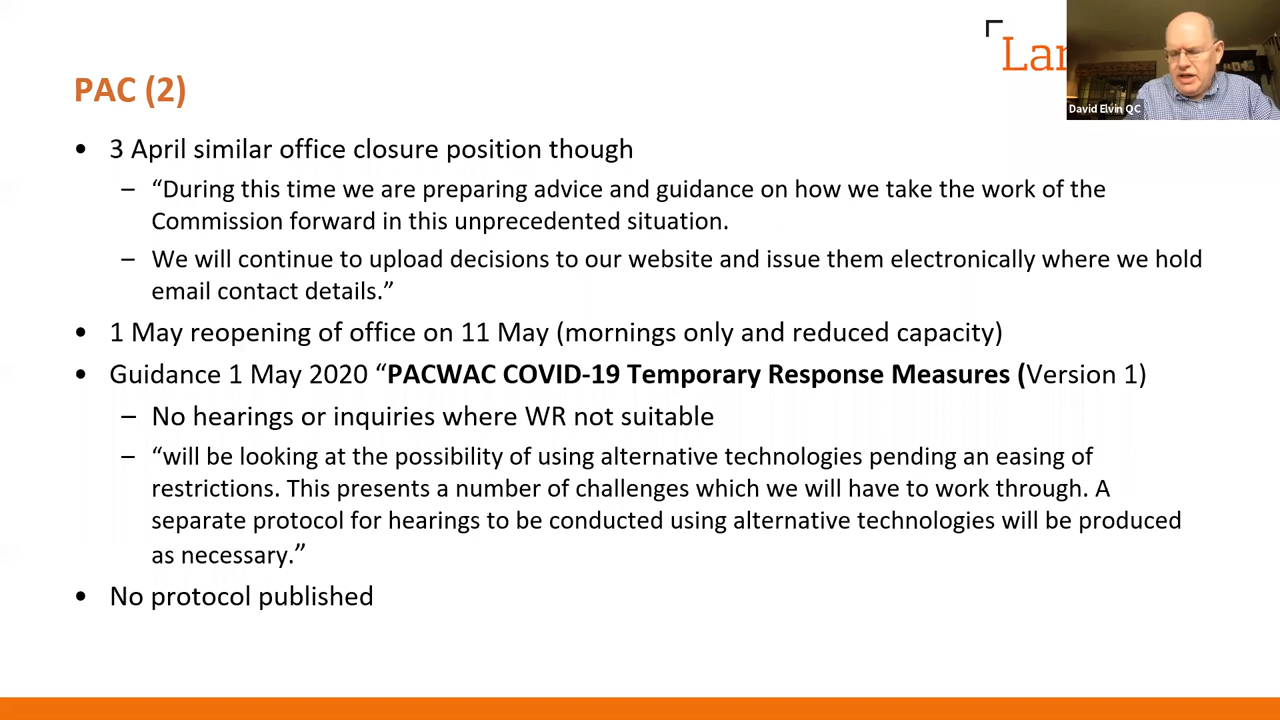 Lan
David Elvin QC
PAC (2)
• 3 April similar office closure position though
– “During this time we are preparing advice and guidance on how we take the work of the
Commission forward in this unprecedented situation.
– We will continue to upload decisions to our website and issue them electronically where we hold
email contact details.”
• 1 May reopening of office on 11 May (mornings only and reduced capacity)
• Guidance 1 May 2020 “PACWAC COVID-19 Temporary Response Measures (Version 1)
– No hearings or inquiries where WR not suitable
– “will be looking at the possibility of using alternative technologies pending an easing of
restrictions. This presents a number of challenges which we will have to work through. A
separate protocol for hearings to be conducted using alternative technologies will be produced
as necessary.”
• No protocol published